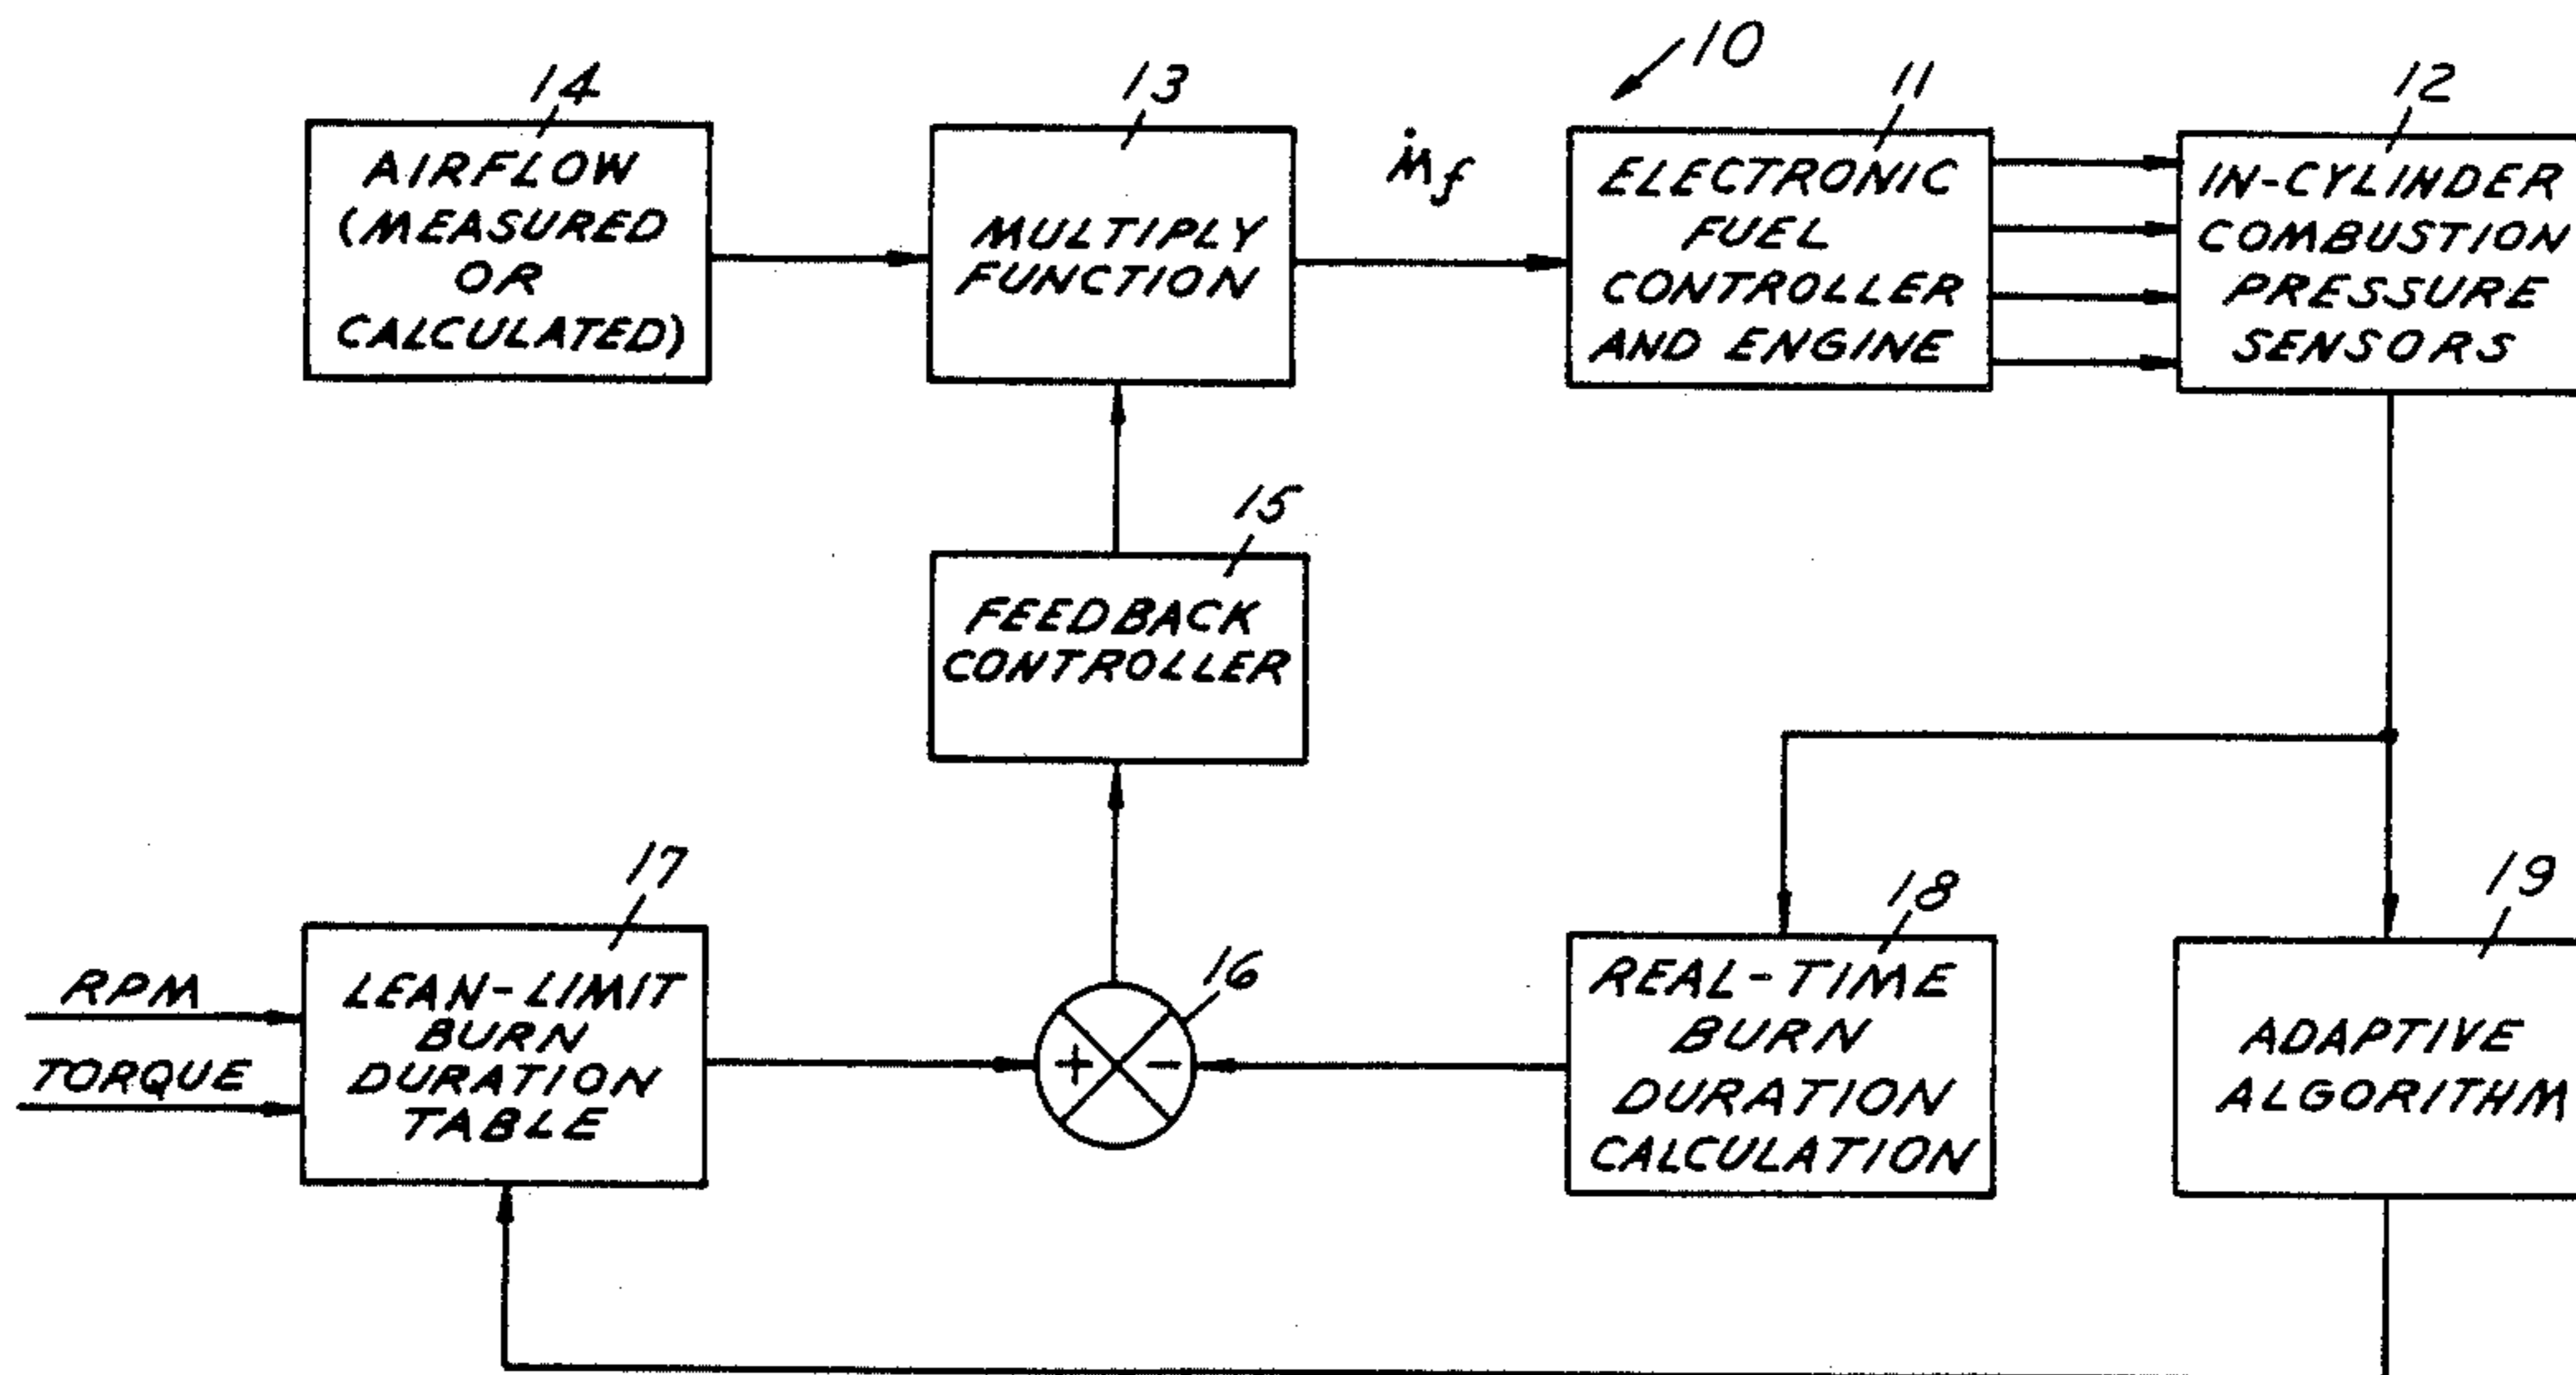 10
14
AIRFLOW
(MEASURED
OR
CALCULATED)
13
MULTIPLY
FUNCTION
ṁf
11
ELECTRONIC
FUEL
CONTROLLER
AND ENGINE
12
IN-CYLINDER
COMBUSTION
PRESSURE
SENSORS
15
FEEDBACK
CONTROLLER
RPM
TORQUE
17
LEAN-LIMIT
BURN
DURATION
TABLE
16
+
-
18
REAL-TIME
BURN
DURATION
CALCULATION
19
ADAPTIVE
ALGORITHM